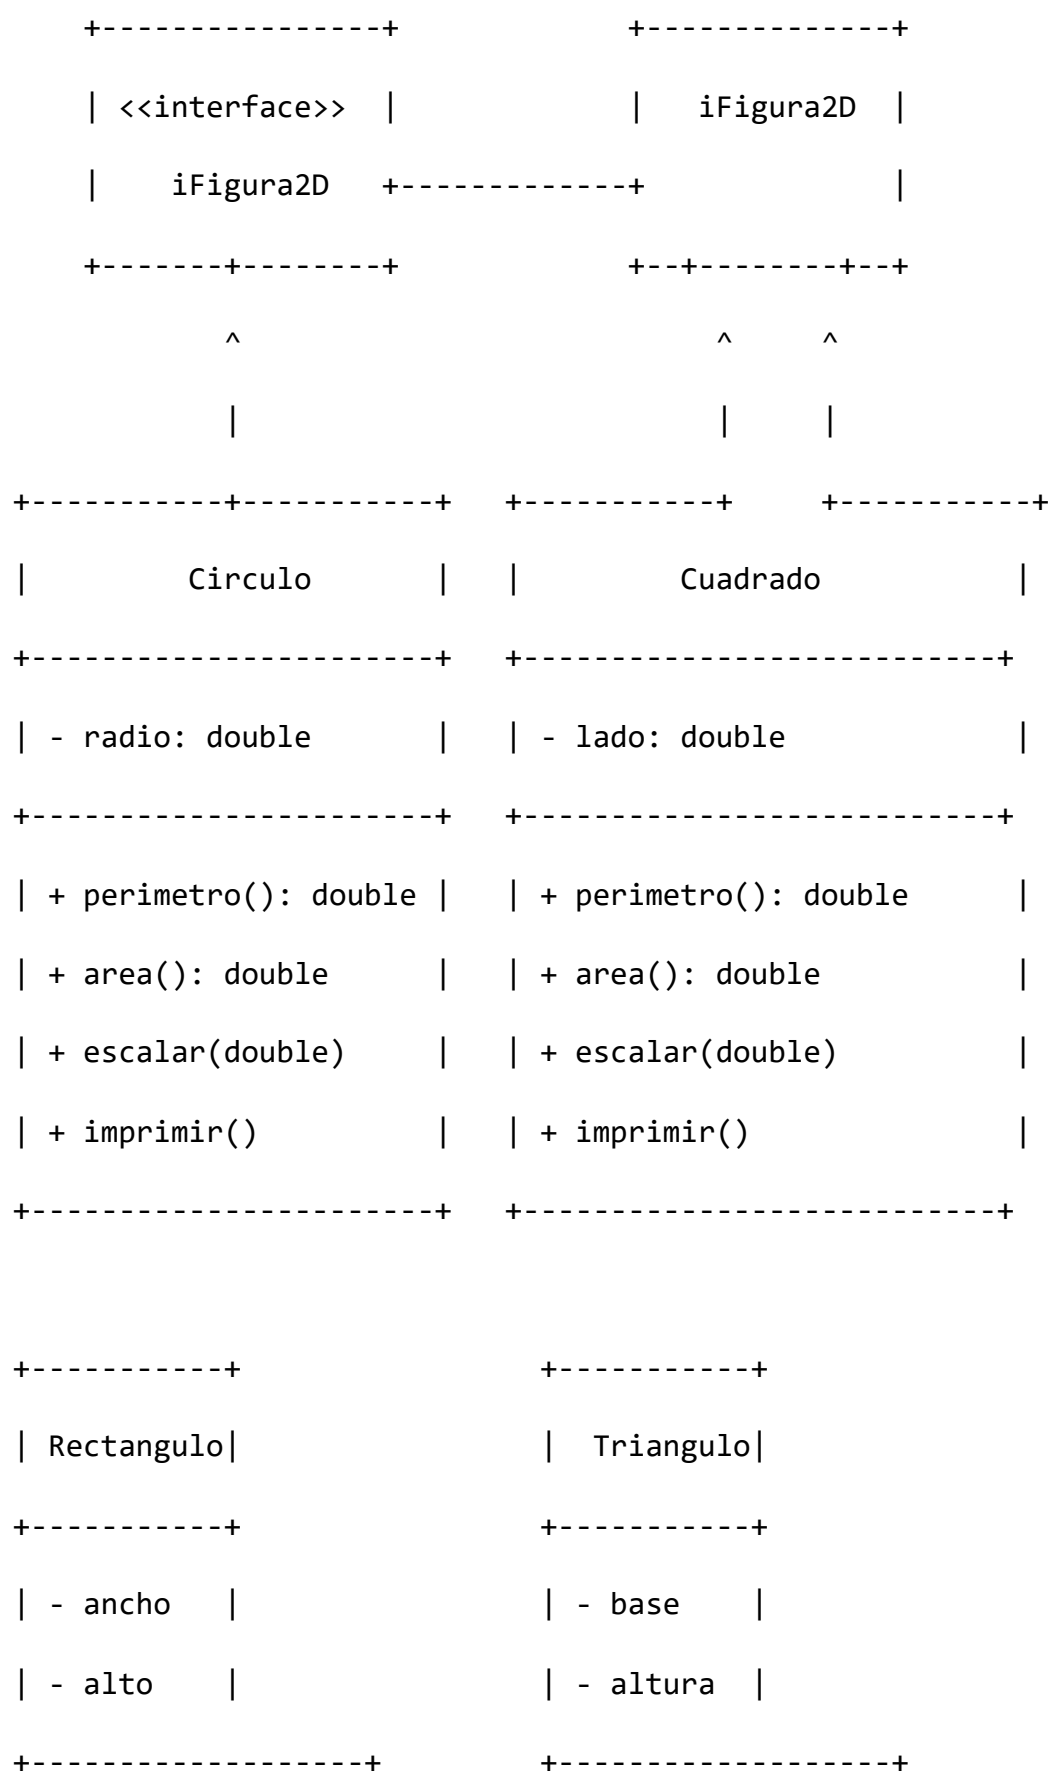 +----------------+ +-------------+
| <<interface>> | | iFigura2D |
| iFigura2D +-------------+ |
+-------+--------+ +--+--------+--+
^ ^ ^
| | |
+-----------+-----------+ +-----------+ +-----------+
| Circulo | | Cuadrado |
+-----------------------+ +---------------------------+
| - radio: double | | - lado: double |
+-----------------------+ +---------------------------+
| + perimetro(): double | | + perimetro(): double |
| + area(): double | | + area(): double |
| + escalar(double) | | + escalar(double) |
| + imprimir() | | + imprimir() |
+-----------------------+ +---------------------------+
+-----------+ +-----------+
| Rectangulo| | Triangulo|
+-----------+ +-----------+
| - ancho | | - base |
| - alto | | - altura |
+-------------------+ +------------------+